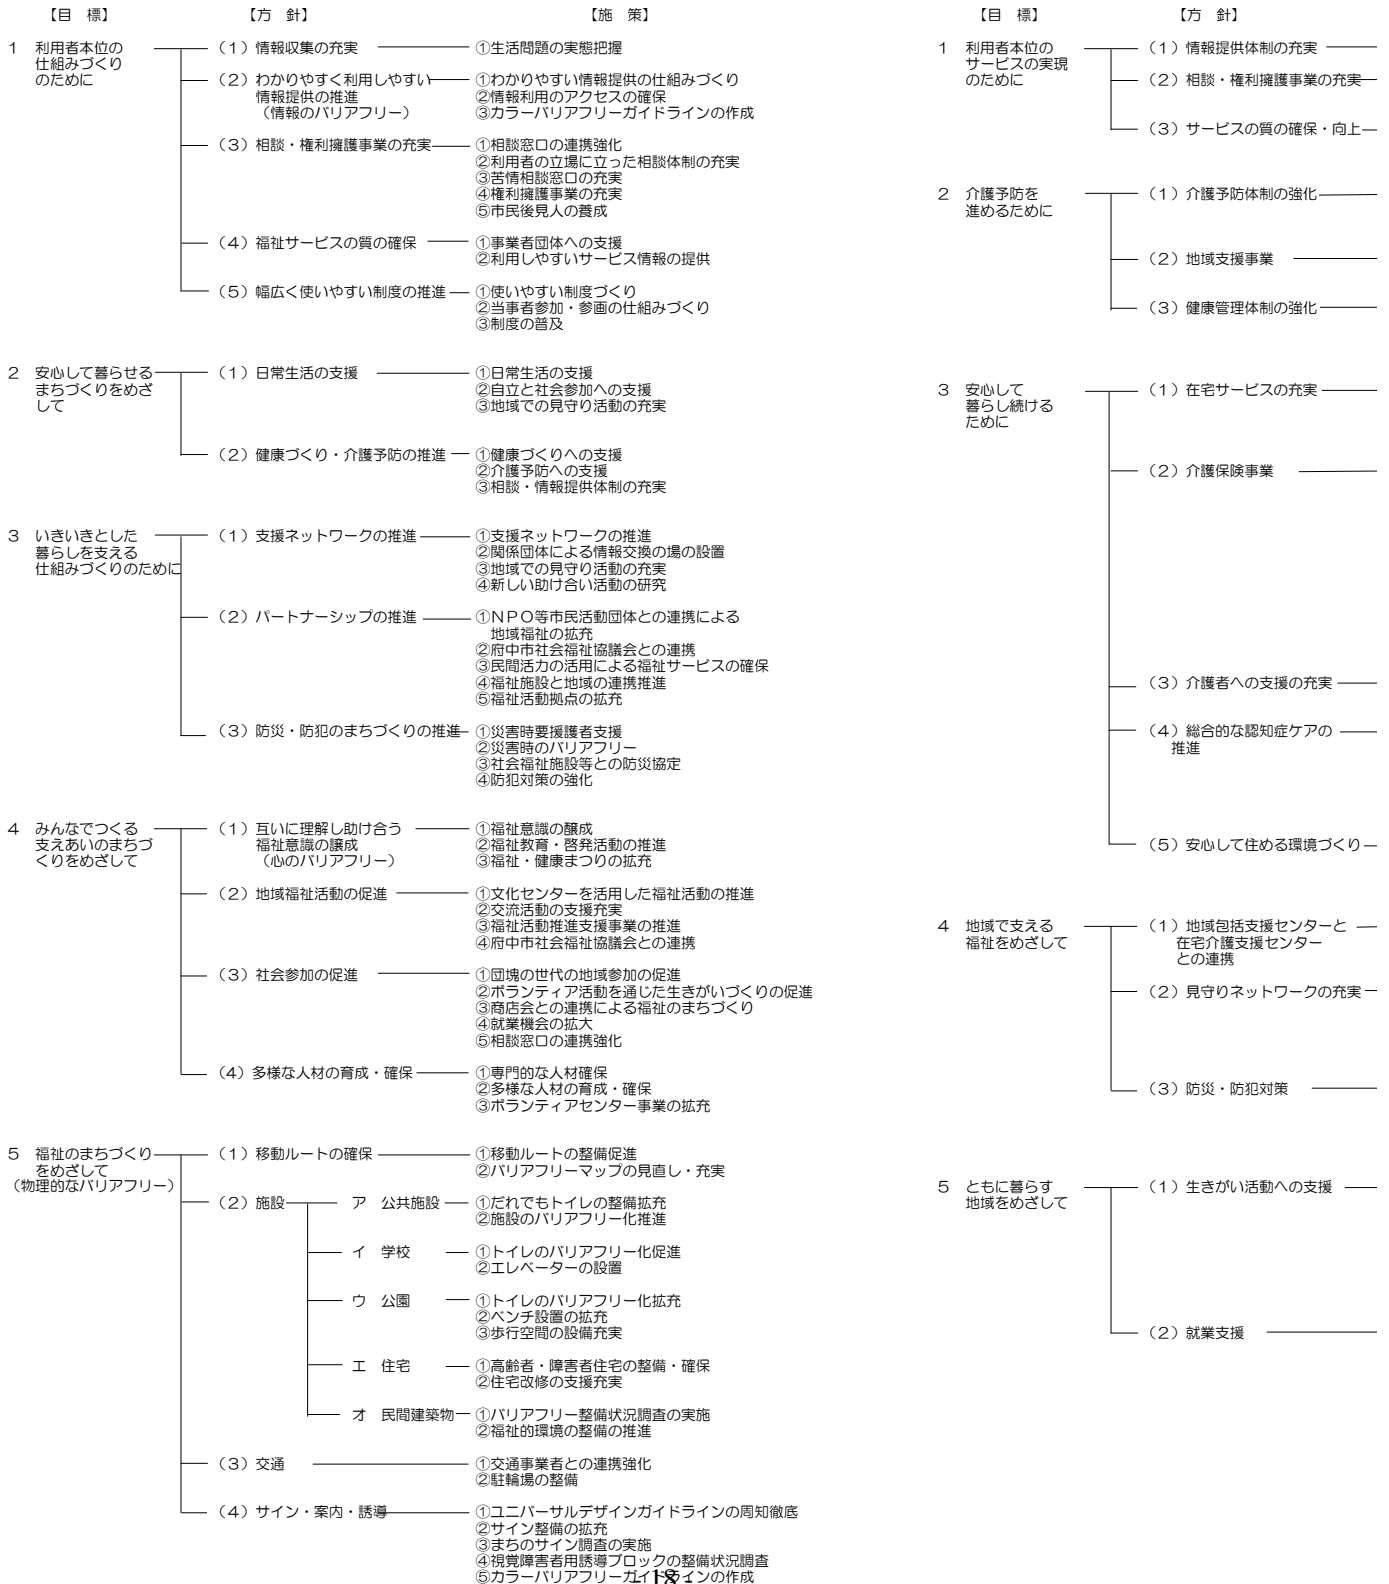 【目　標】　【方　針】　【施　策】
1　利用者本位の　（1）情報収集の充実　①生活問題の実態把握
仕組みづくり
のために　（2）わかりやすく利用しやすい　①わかりやすい情報提供の仕組みづくり
情報提供の推進　②情報利用のアクセスの確保
（情報のバリアフリー）　③カラーバリアフリーガイドラインの作成
（3）相談・権利擁護事業の充実　①相談窓口の連携強化
②利用者の立場に立った相談体制の充実
③苦情相談窓口の充実
④権利擁護事業の充実
⑤市民後見人の養成
（4）福祉サービスの質の確保　①事業者団体への支援
②利用しやすいサービス情報の提供
（5）幅広く使いやすい制度の推進　①使いやすい制度づくり
②当事者参加・参画の仕組みづくり
③制度の普及
2　安心して暮らせる　（1）日常生活の支援　①日常生活の支援
まちづくりをめざ　②自立と社会参加への支援
して　③地域での見守り活動の充実
（2）健康づくり・介護予防の推進　①健康づくりへの支援
②介護予防への支援
③相談・情報提供体制の充実
3　いきいきとした　（1）支援ネットワークの推進　①支援ネットワークの推進
暮らしを支える　②関係団体による情報交換の場の設置
仕組みづくりのために　③地域での見守り活動の充実
④新しい助け合い活動の研究
（2）パートナーシップの推進　①ＮＰＯ等市民活動団体との連携による
地域福祉の拡充
②府中市社会福祉協議会との連携
③民間活力の活用による福祉サービスの確保
④福祉施設と地域の連携推進
⑤福祉活動拠点の拡充
（3）防災・防犯のまちづくりの推進　①災害時要援護者支援
②災害時のバリアフリー
③社会福祉施設等との防災協定
④防犯対策の強化
4　みんなでつくる　（1）互いに理解し助け合う　①福祉意識の醸成
支えあいのまちづ　福祉意識の譲成　②福祉教育・啓発活動の推進
くりをめざして　（心のバリアフリー）　③福祉・健康まつりの拡充
（2）地域福祉活動の促進　①文化センターを活用した福祉活動の推進
②交流活動の支援充実
③福祉活動推進支援事業の推進
④府中市社会福祉協議会との連携
（3）社会参加の促進　①団塊の世代の地域参加の促進
②ボランティア活動を通じた生きがいづくりの促進
③商店会との連携による福祉のまちづくり
④就業機会の拡大
⑤相談窓口の連携強化
（4）多様な人材の育成・確保　①専門的な人材確保
②多様な人材の育成・確保
③ボランティアセンター事業の拡充
5　福祉のまちづくり　（1）移動ルートの確保　①移動ルートの整備促進
をめざして　②バリアフリーマップの見直し・充実
（物理的なバリアフリー）
（2）施設　ア　公共施設　①だれでもトイレの整備拡充
②施設のバリアフリー化推進
イ　学校　①トイレのバリアフリー化促進
②エレベーターの設置
ウ　公園　①トイレのバリアフリー化拡充
②ベンチ設置の拡充
③歩行空間の設備充実
エ　住宅　①高齢者・障害者住宅の整備・確保
②住宅改修の支援充実
オ　民間建築物　①バリアフリー整備状況調査の実施
②福祉的環境の整備の推進
（3）交通　①交通事業者との連携強化
②駐輪場の整備
（4）サイン・案内・誘導　①ユニバーサルデザインガイドラインの周知徹底
②サイン整備の拡充
③まちのサイン調査の実施
④視覚障害者用誘導ブロックの整備状況調査
⑤カラーバリアフリーガイドラインの作成
- 18 -
【目　標】　【方　針】
1　利用者本位の　（1）情報提供体制の充実
サービスの実現
のために　（2）相談・権利擁護事業の充実
（3）サービスの質の確保・向上
2　介護予防を　（1）介護予防体制の強化
進めるために
（2）地域支援事業
（3）健康管理体制の強化
3　安心して　（1）在宅サービスの充実
暮らし続ける
ために
（2）介護保険事業
（3）介護者への支援の充実
（4）総合的な認知症ケアの
推進
（5）安心して住める環境づくり
4　地域で支える　（1）地域包括支援センターと
福祉をめざして　在宅介護支援センター
との連携
（2）見守りネットワークの充実
（3）防災・防犯対策
5　ともに暮らす　（1）生きがい活動への支援
地域をめざして
（2）就業支援